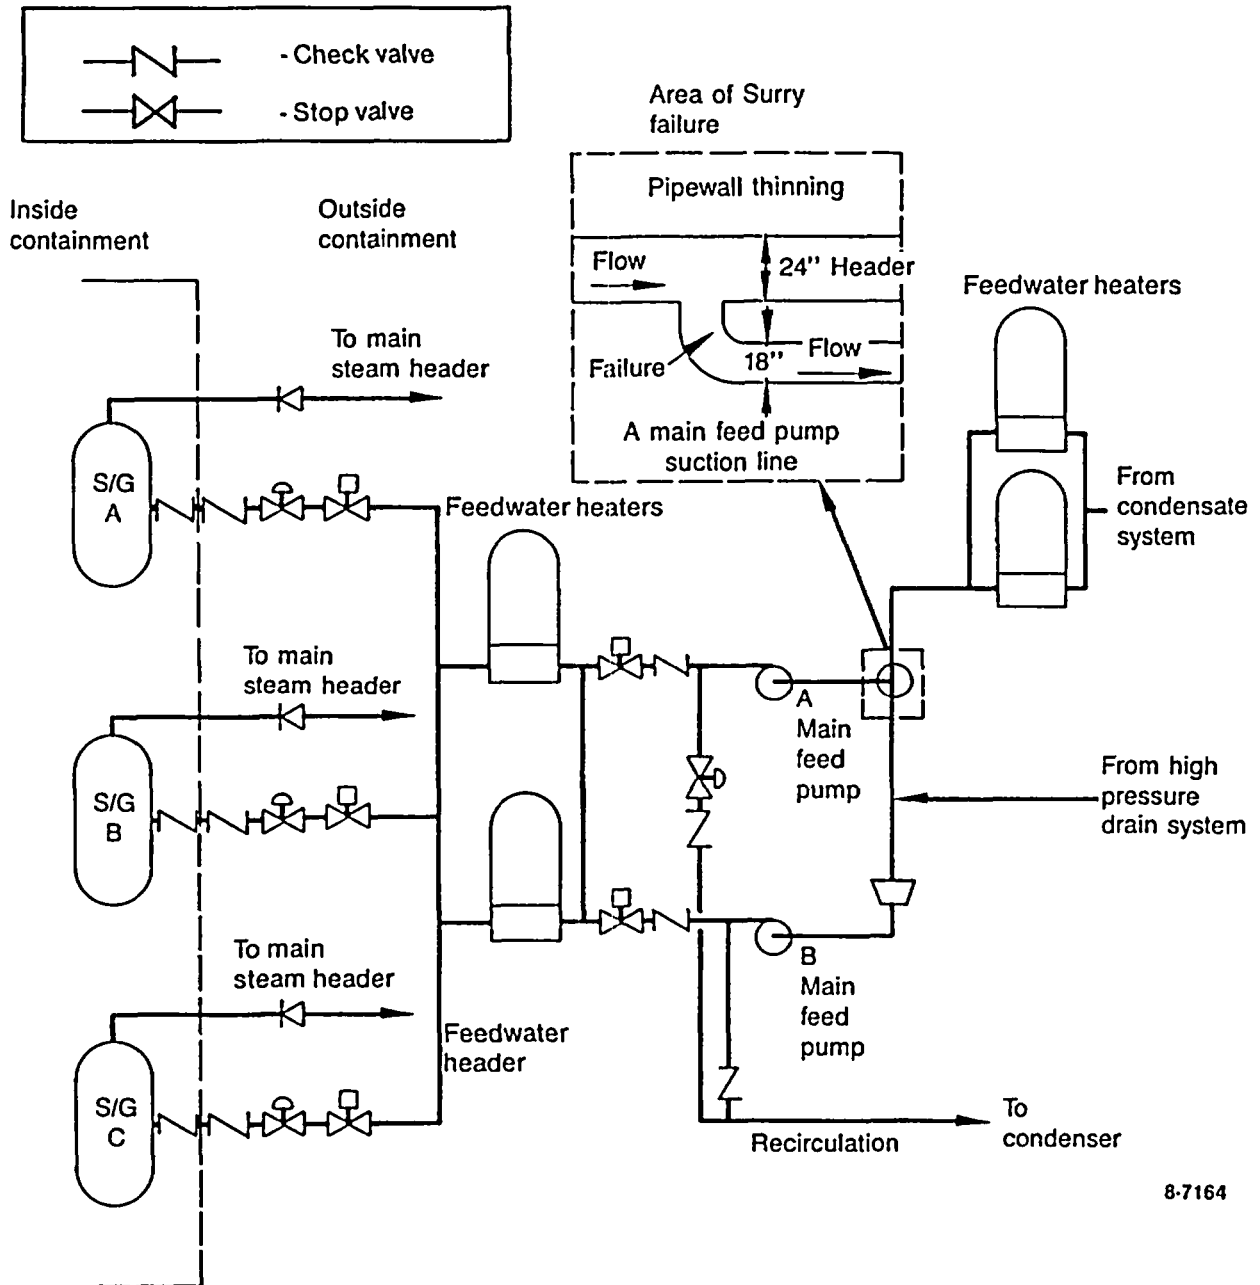 - Check valve
- Stop valve
Area of Surry
failure
Pipewall thinning
Inside
containment
Outside
containment
Flow
24" Header
Feedwater heaters
To main
steam header
Failure
18"
Flow
A main feed pump
suction line
S/G
A
From
condensate
system
Feedwater heaters
To main
steam header
A
Main
feed
pump
From high
pressure
drain system
S/G
B
To main
steam header
B
Main
feed
pump
Feedwater
header
S/G
C
To
condenser
Recirculation
8-7164